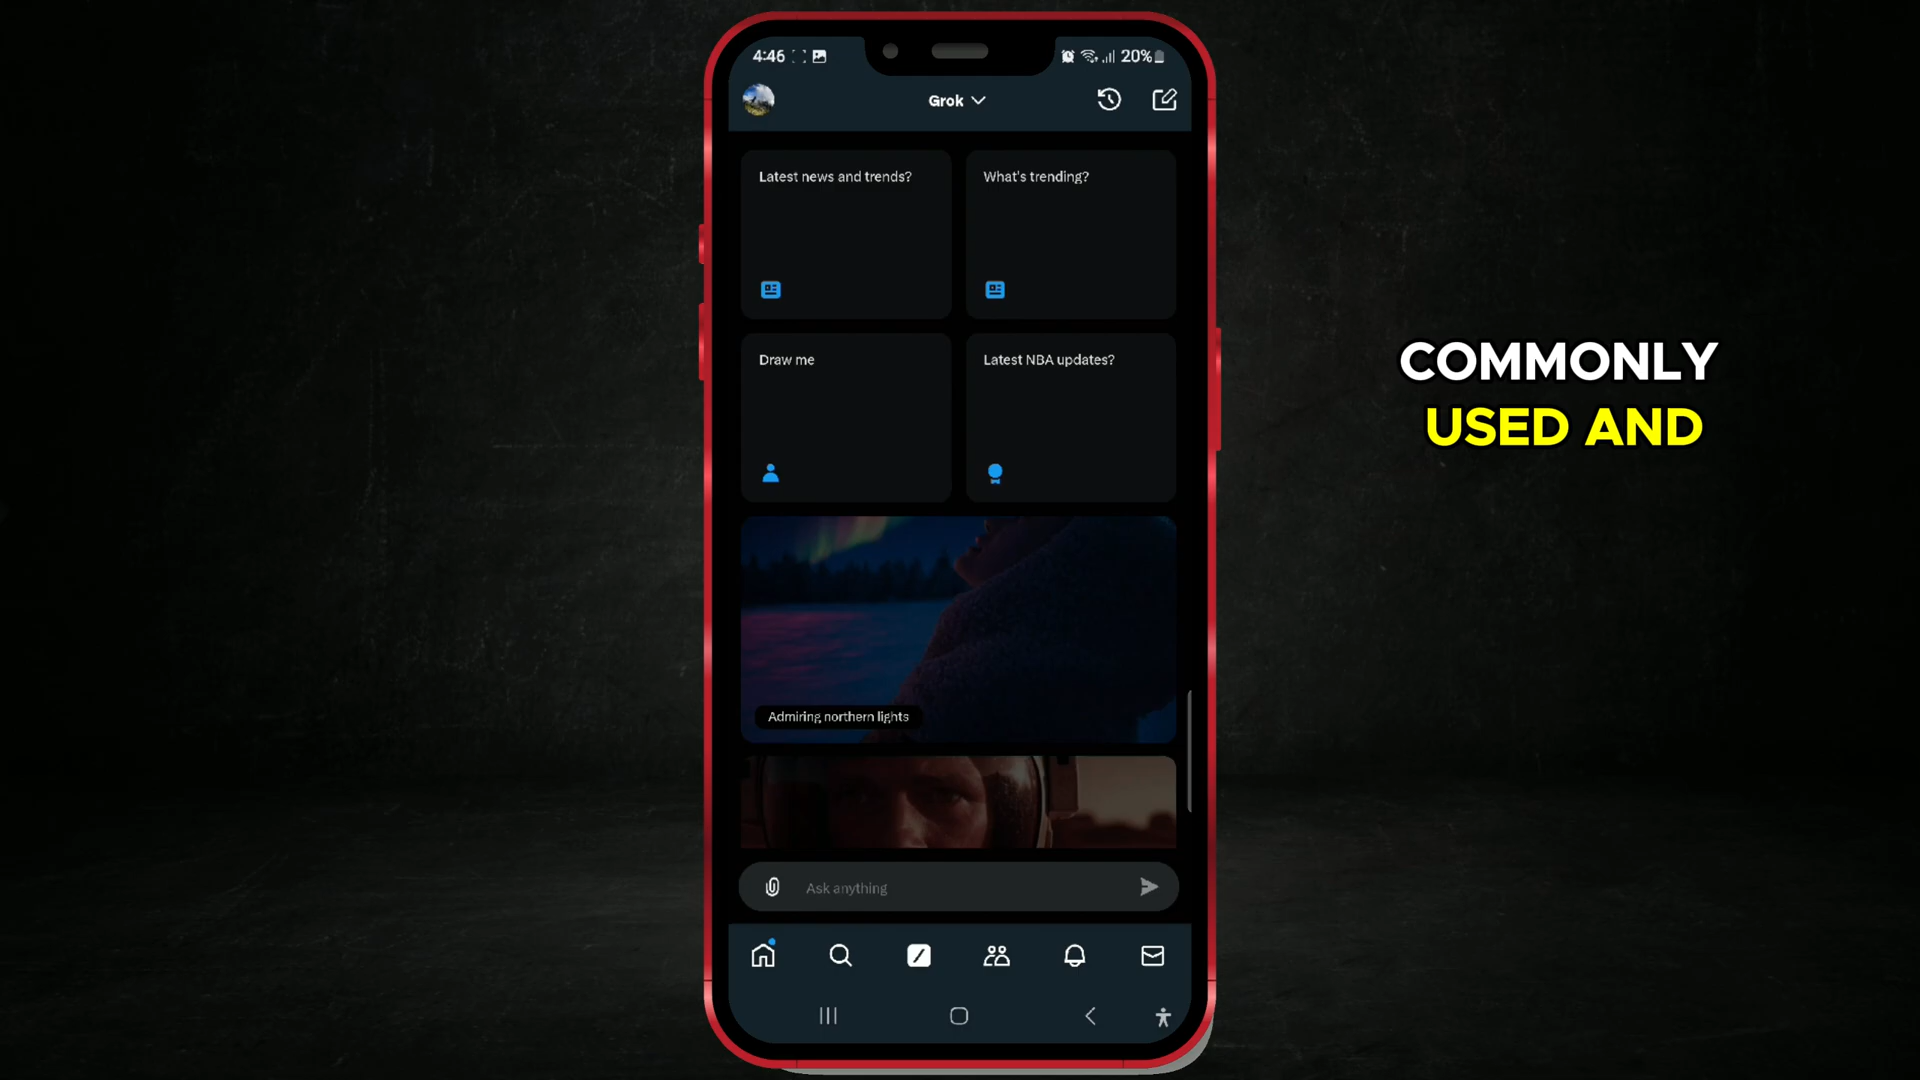 4:46
20%
Grok
Latest news and trends?
What's trending?
Draw me
Latest NBA updates?
COMMONLY
USED AND
Admiring northern lights
Ask anything